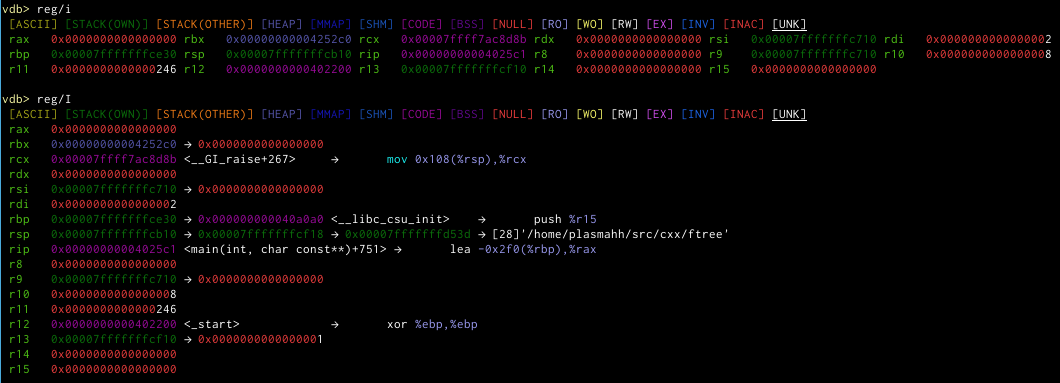 vdb> reg/i
[ASCII] [STACK(OWN)] [STACK(OTHER)] [HEAP] [MMAP] [SHM] [CODE] [BSS] [NULL] [RO] [WO] [RW] [EX] [INV] [INAC] [UNK]
rax 0x0000000000000000 rbx 0x00000000004252c0 rcx 0x00007ffff7ac8d8b rdx 0x0000000000000000 rsi 0x00007fffffffc710 rdi 0x0000000000000002
rbp 0x00007fffffffce30 rsp 0x00007fffffffcb10 rip 0x00000000004025c1 r8 0x0000000000000000 r9 0x00007fffffffc710 r10 0x0000000000000008
r11 0x0000000000000246 r12 0x0000000000402200 r13 0x00007fffffffcf10 r14 0x0000000000000000 r15 0x0000000000000000
vdb> reg/I
[ASCII] [STACK(OWN)] [STACK(OTHER)] [HEAP] [MMAP] [SHM] [CODE] [BSS] [NULL] [RO] [WO] [RW] [EX] [INV] [INAC] [UNK]
rax 0x0000000000000000
rbx 0x00000000004252c0 → 0x0000000000000000
rcx 0x00007ffff7ac8d8b <__GI_raise+267> → mov 0x108(%rsp),%rcx
rdx 0x0000000000000000
rsi 0x00007fffffffc710 → 0x0000000000000000
rdi 0x0000000000000002
rbp 0x00007fffffffce30 → 0x000000000040a0a0 <__libc_csu_init> → push %r15
rsp 0x00007fffffffcb10 → 0x00007fffffffcf18 → 0x00007fffffffd53d → [28]'/home/plasmahh/src/cxx/ftree'
rip 0x00000000004025c1 <main(int, char const**)+751> → lea -0x2f0(%rbp),%rax
r8 0x0000000000000000
r9 0x00007fffffffc710 → 0x0000000000000000
r10 0x0000000000000008
r11 0x0000000000000246
r12 0x0000000000402200 <_start> → xor %ebp,%ebp
r13 0x00007fffffffcf10 → 0x0000000000000001
r14 0x0000000000000000
r15 0x0000000000000000